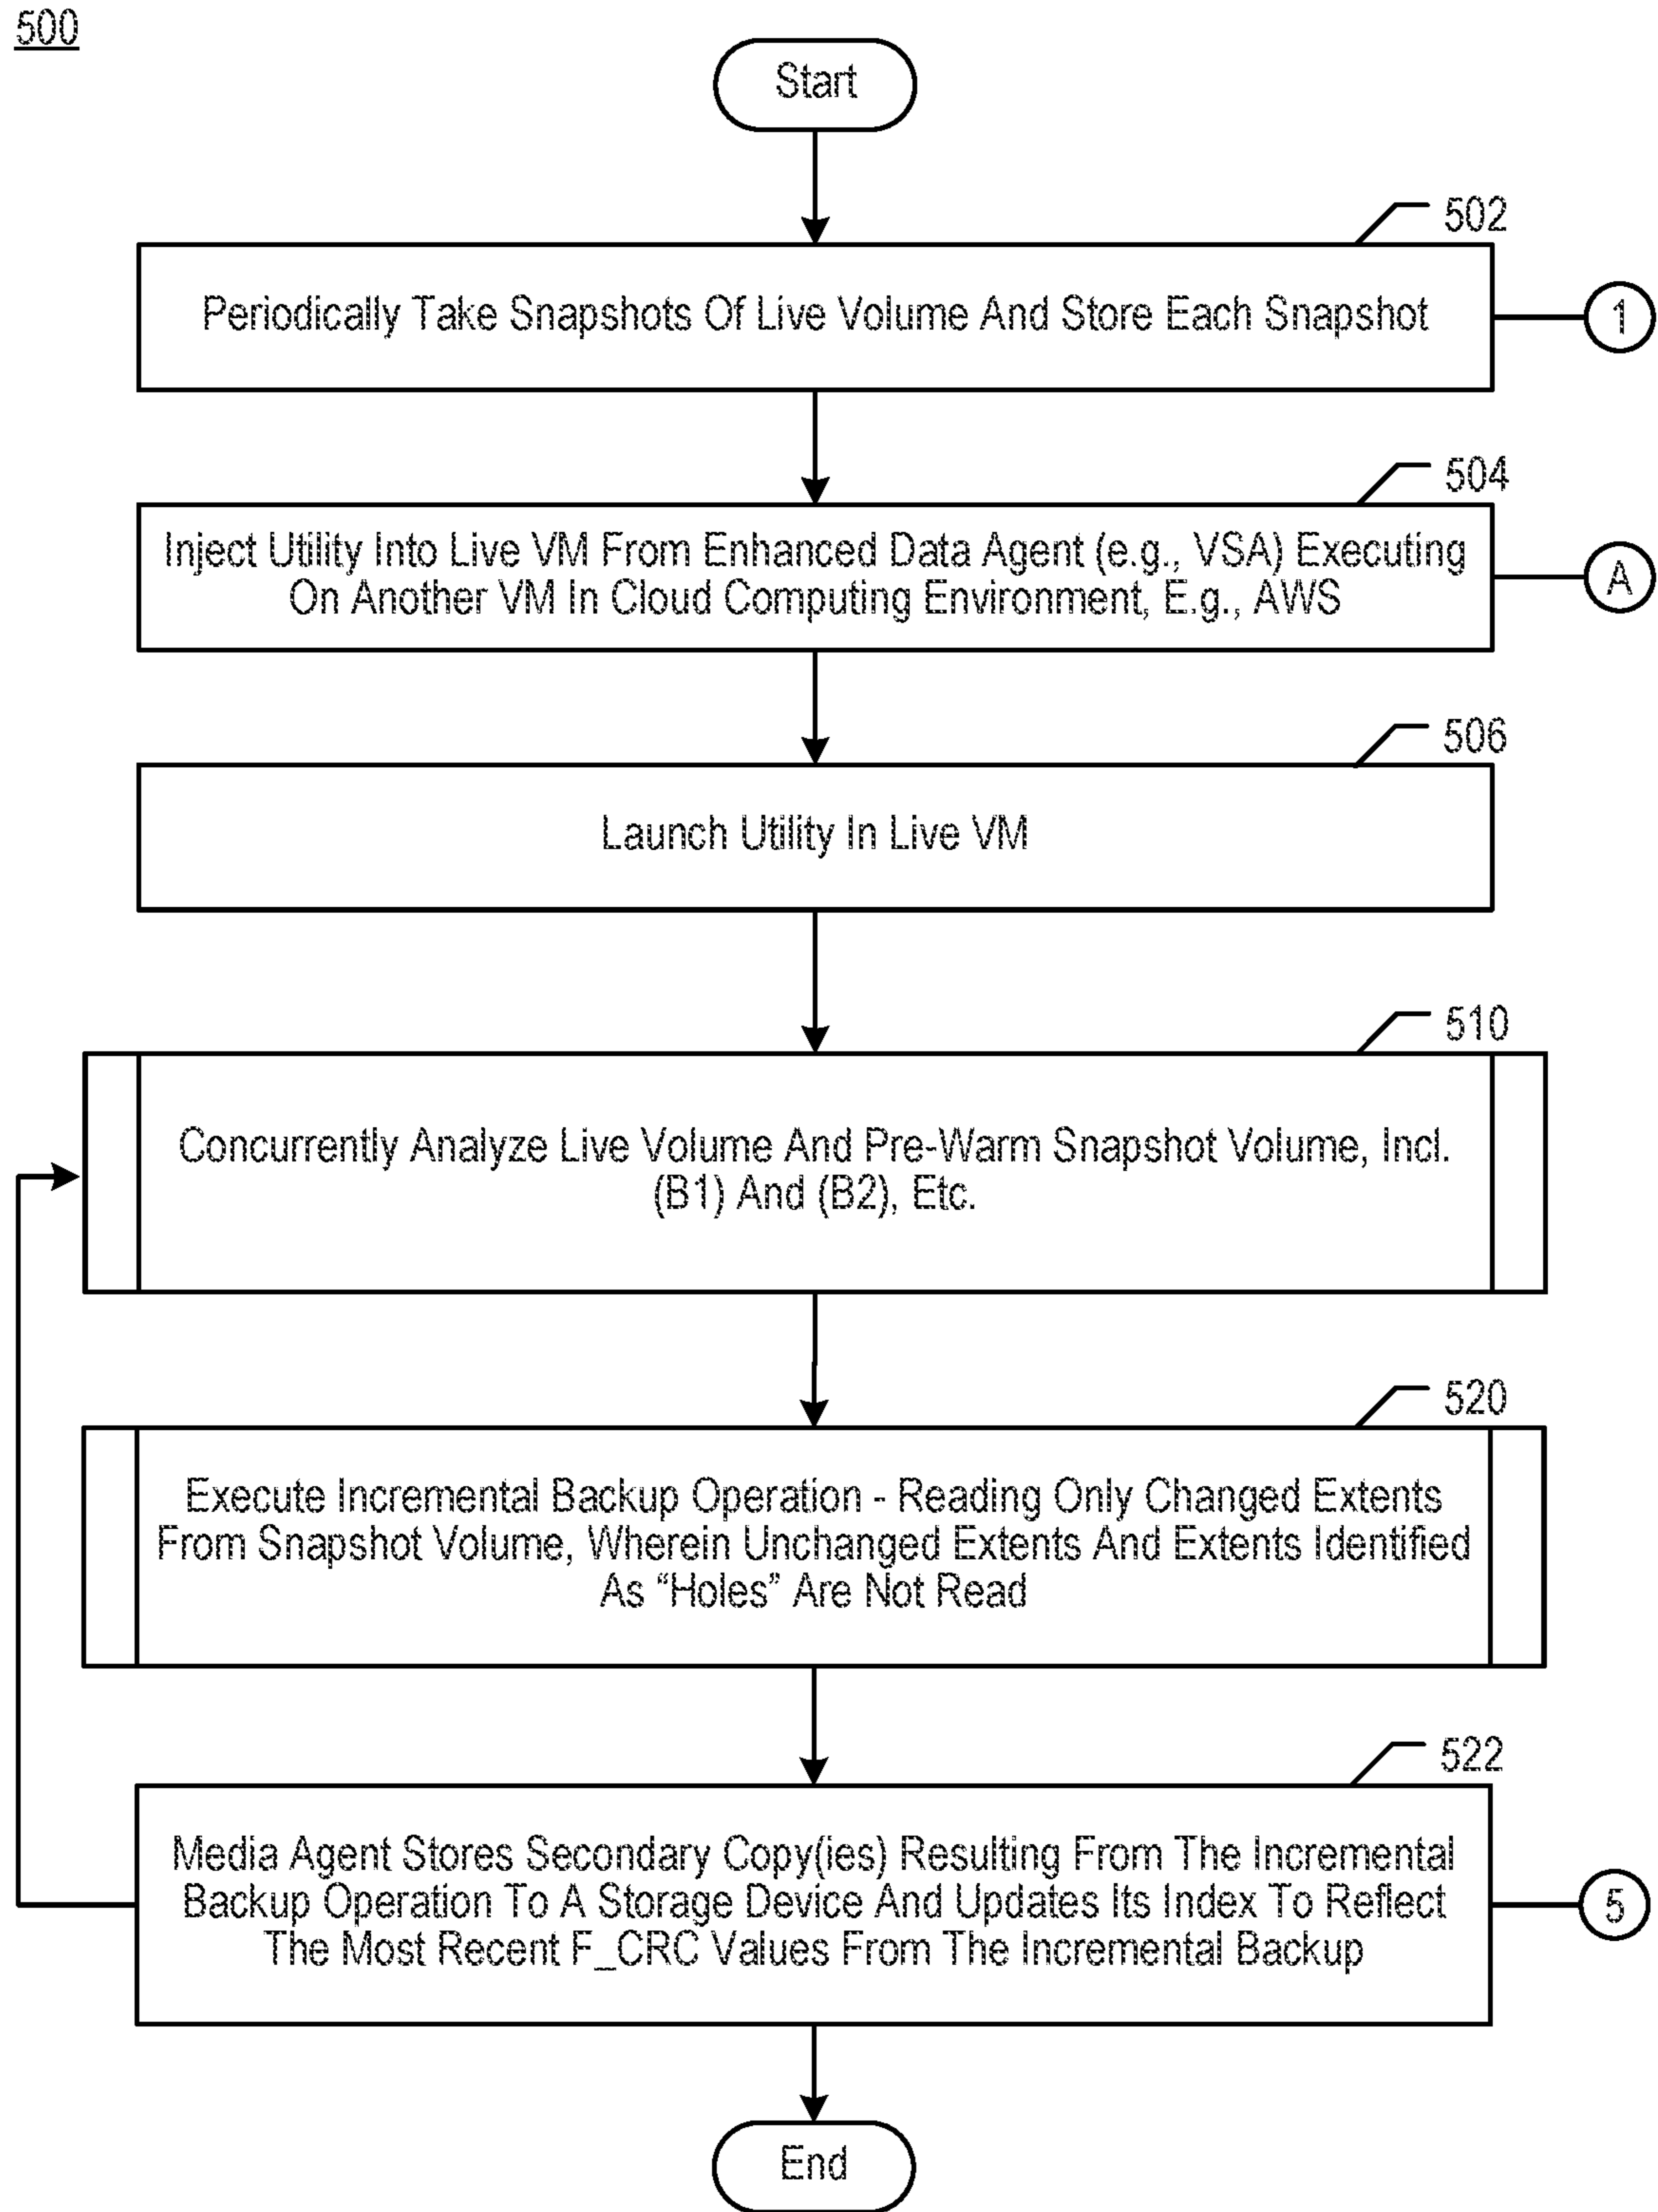 500
Start
502
Periodically Take Snapshots Of Live Volume And Store Each Snapshot
1
504
Inject Utility Into Live VM From Enhanced Data Agent (e.g., VSA) Executing
On Another VM In Cloud Computing Environment, E.g., AWS
A
506
Launch Utility In Live VM
510
Concurrently Analyze Live Volume And Pre-Warm Snapshot Volume, Incl.
(B1) And (B2), Etc.
520
Execute Incremental Backup Operation - Reading Only Changed Extents
From Snapshot Volume, Wherein Unchanged Extents And Extents Identified
As “Holes” Are Not Read
522
Media Agent Stores Secondary Copy(ies) Resulting From The Incremental
Backup Operation To A Storage Device And Updates Its Index To Reflect
The Most Recent F_CRC Values From The Incremental Backup
5
End